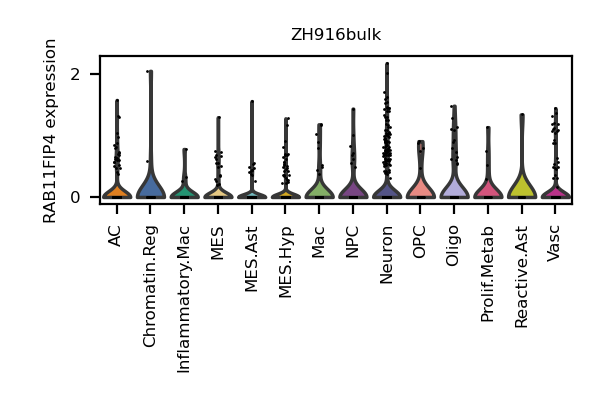 ZH916bulk
RAB11FIP4 expression
2
0
AC
Chromatin.Reg
Inflammatory.Mac
MES
MES.Ast
MES.Hyp
Mac
NPC
Neuron
OPC
Oligo
Prolif.Metab
Reactive.Ast
Vasc